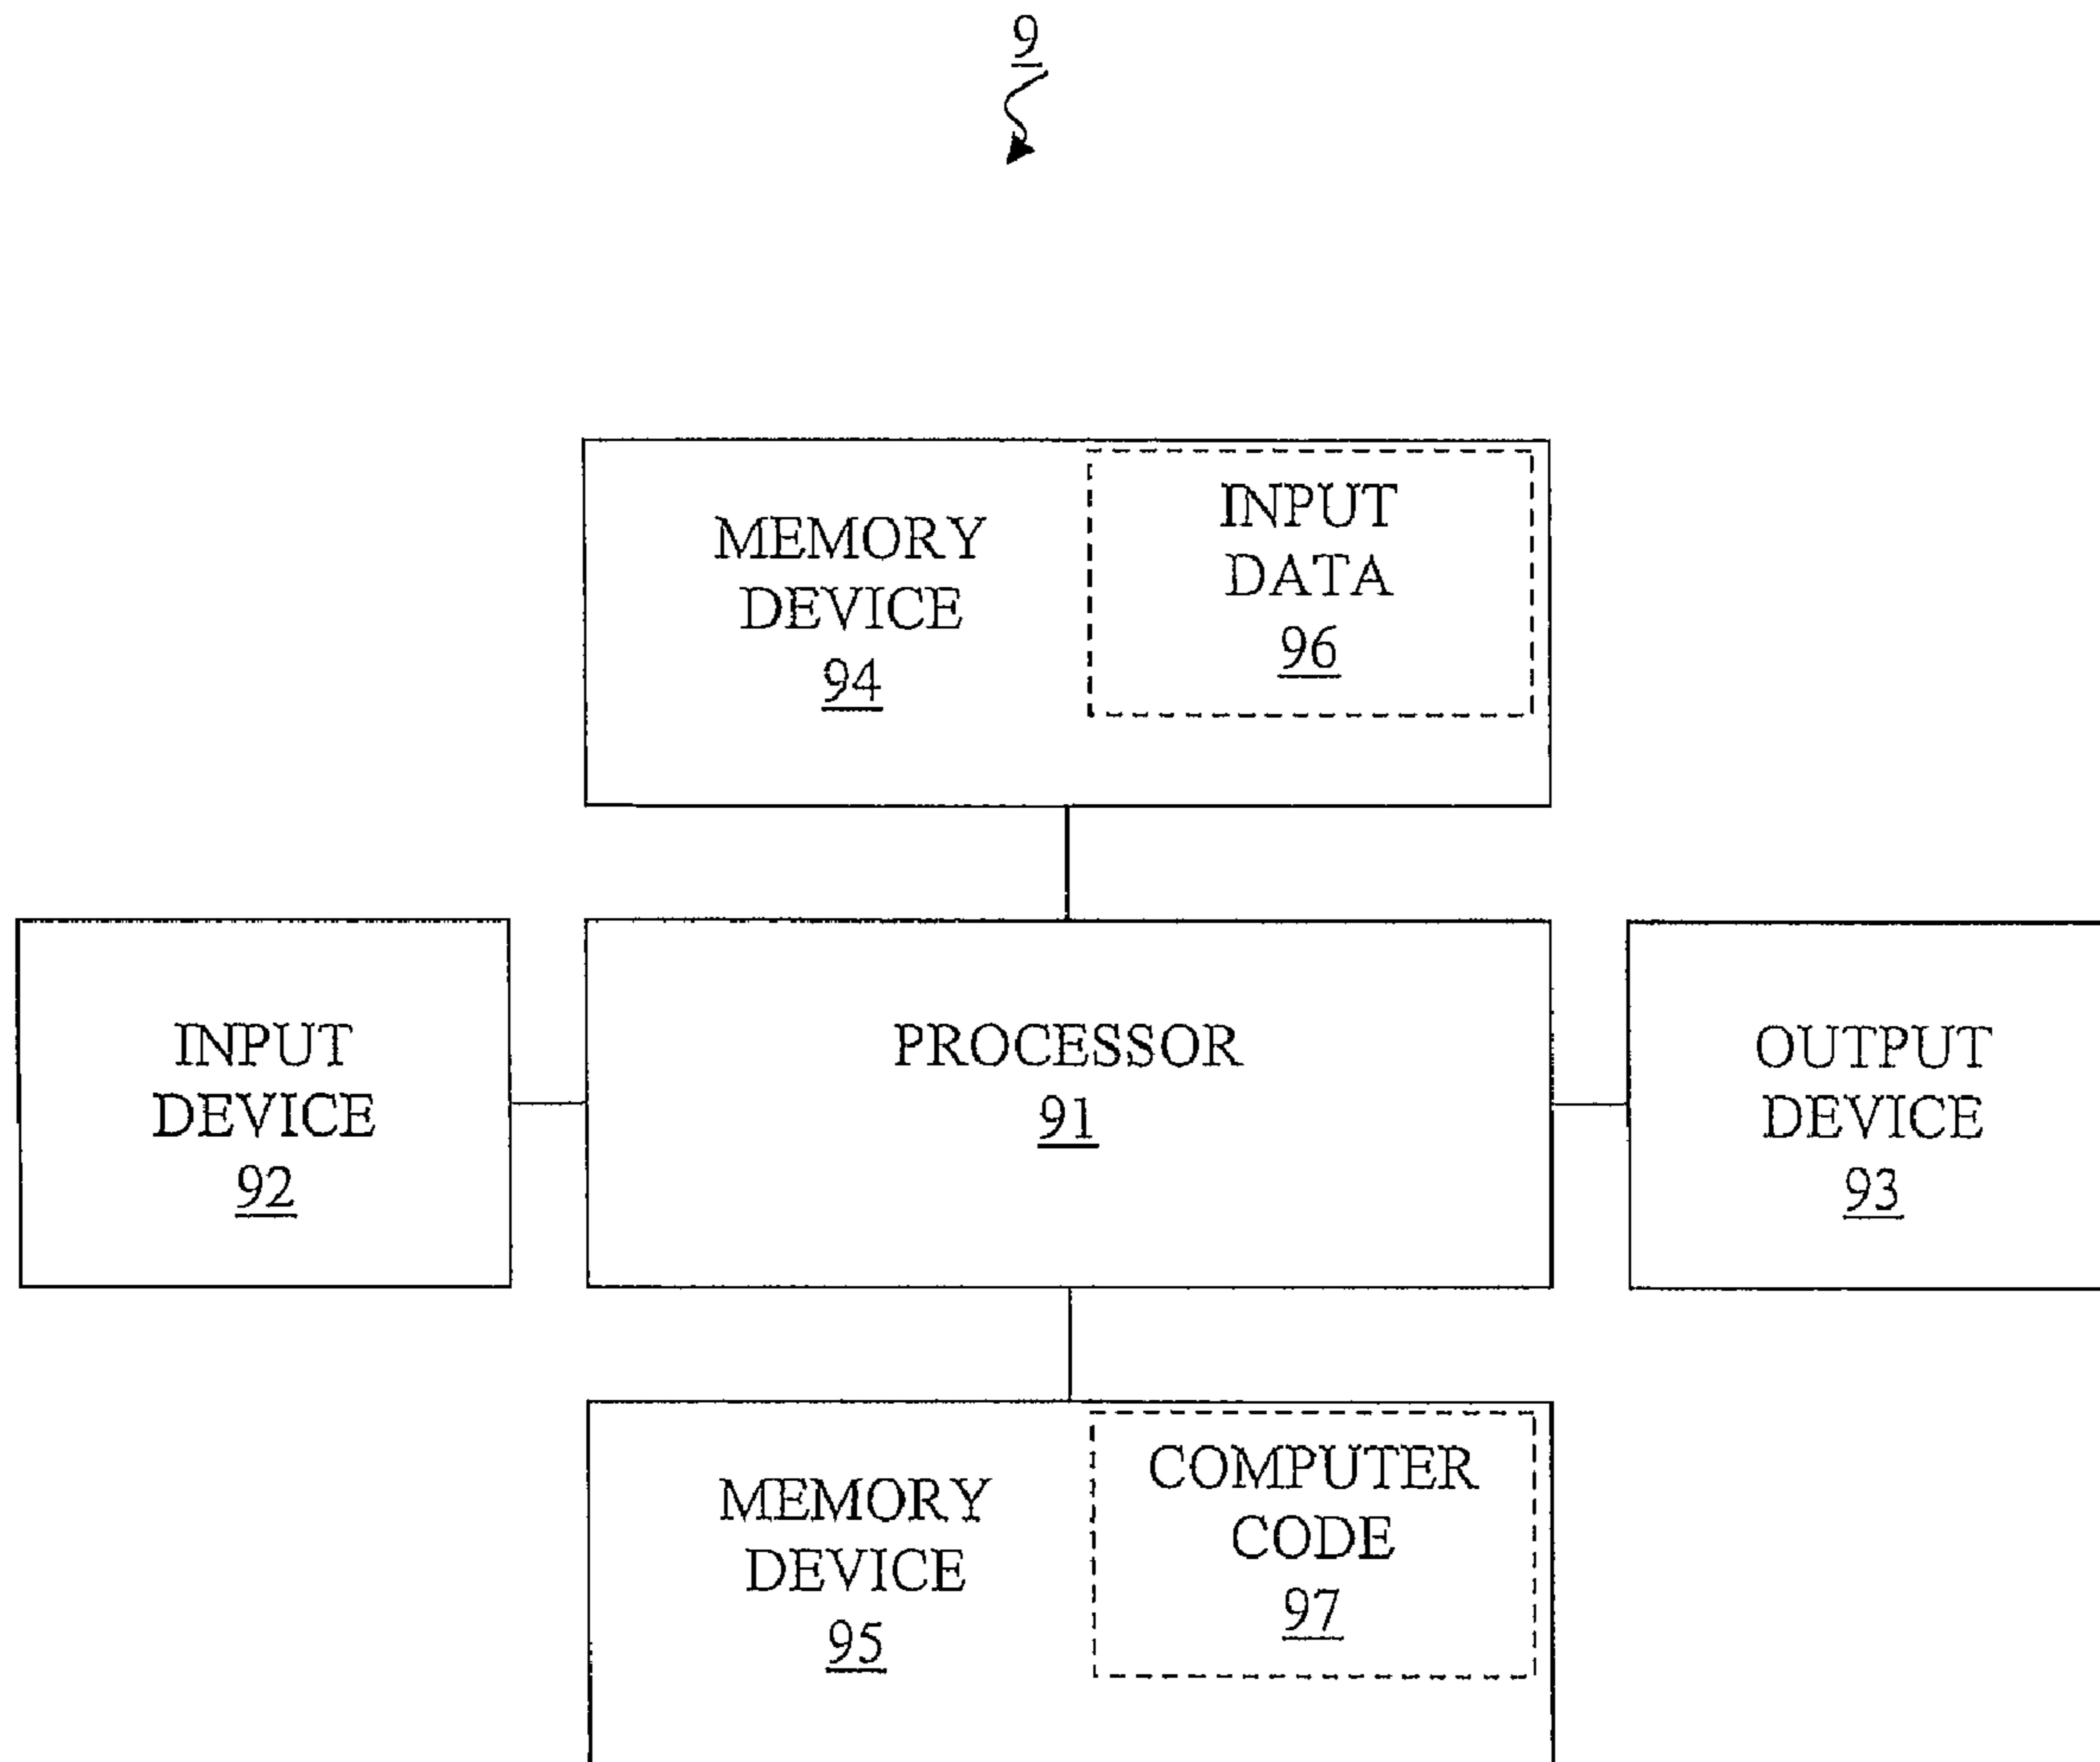 9
MEMORY
DEVICE
94
INPUT
DATA
96
INPUT
DEVICE
92
PROCESSOR
91
OUTPUT
DEVICE
93
MEMORY
DEVICE
95
COMPUTER
CODE
97